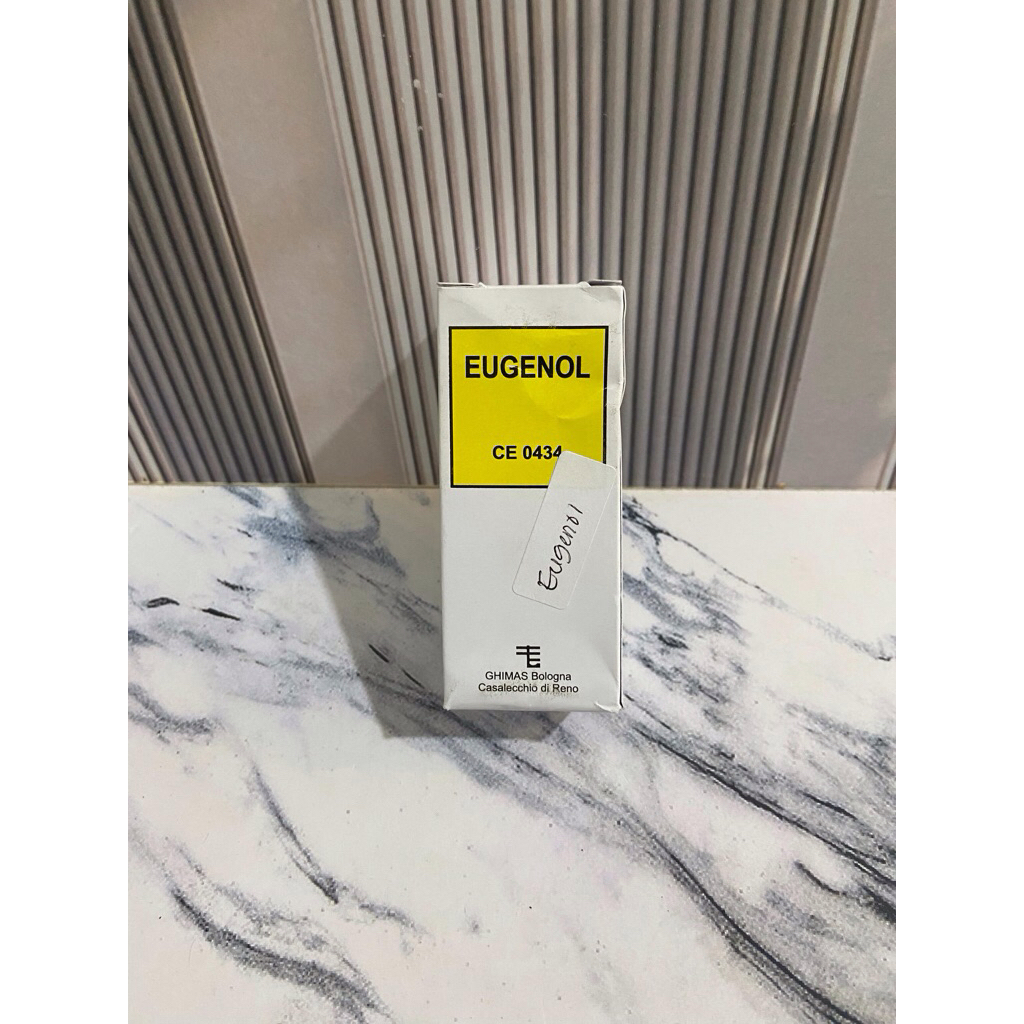 EUGENOL
CE 0434
Eugenol
GHIMAS Bologna
Casalecchio di Reno